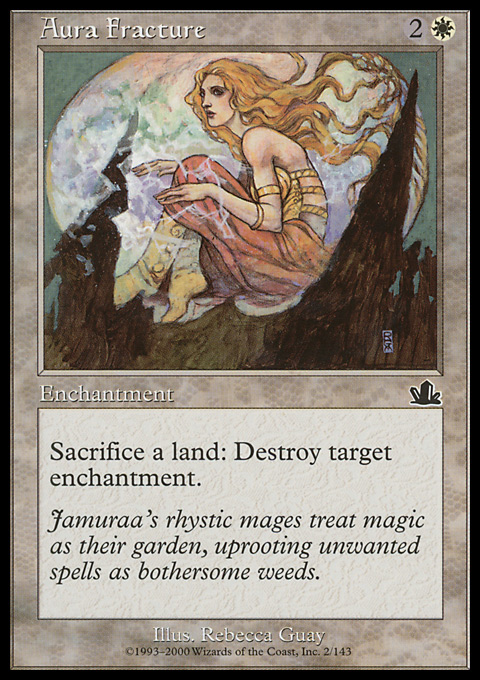 Aura Fracture 2
Enchantment
Sacrifice a land: Destroy target
enchantment.
Jamuraa's rhystic mages treat magic
as their garden, uprooting unwanted
spells as bothersome weeds.
Illus. Rebecca Guay
©1993–2000 Wizards of the Coast, Inc. 2/143